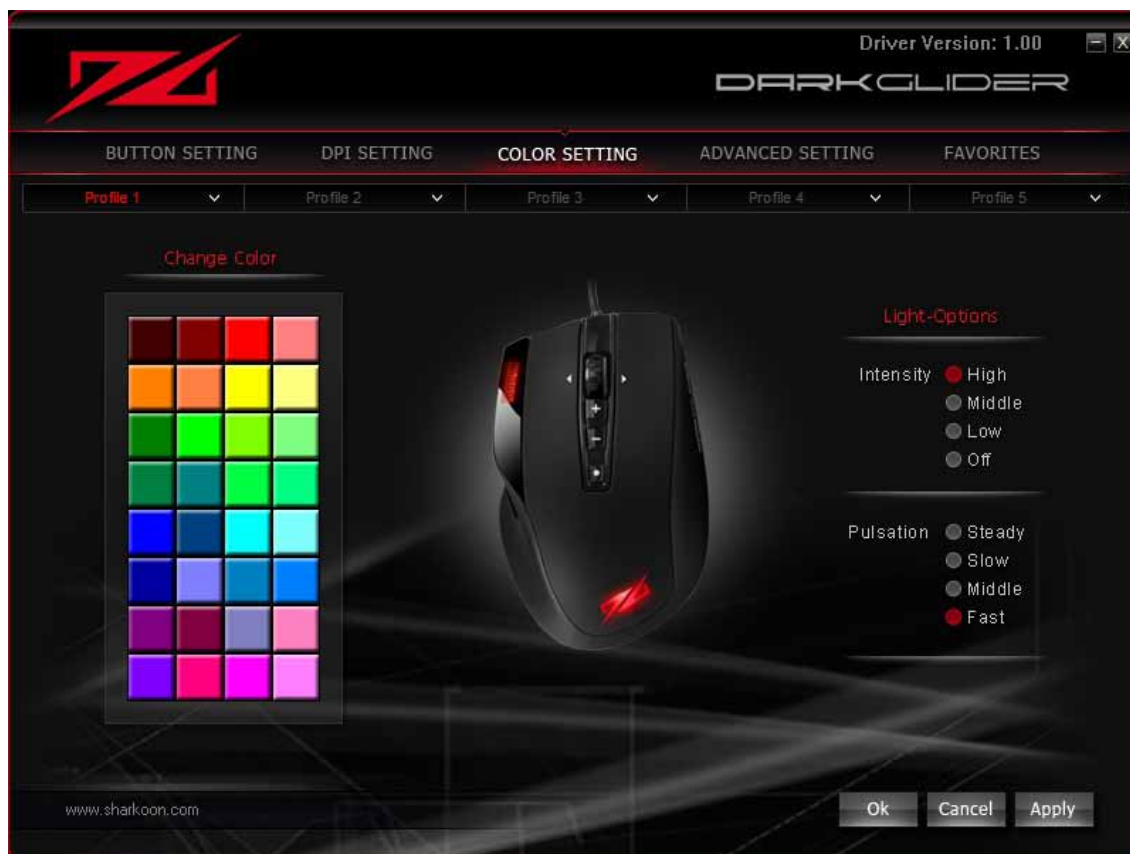 Driver Version: 1.00
DARKGLIDER
BUTTON SETTING DPI SETTING COLOR SETTING ADVANCED SETTING FAVORITES
Profile 1 Profile 2 Profile 3 Profile 4 Profile 5
Change Color
Light-Options
Intensity High
Middle
Low
Off
Pulsation Steady
Slow
Middle
Fast
www.sharkoon.com
Ok Cancel Apply